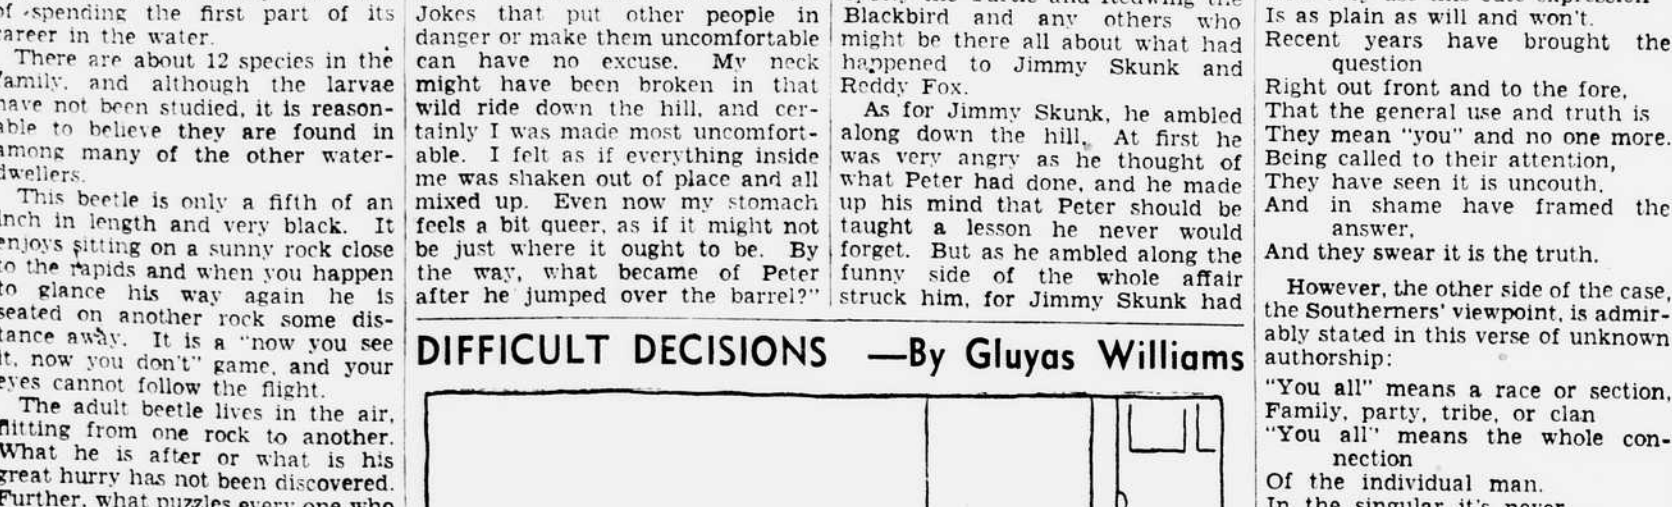 of spending the first part of its
career in the water.
There are about 12 species in the
family, and although the larvae
have not been studied, it is reason-
able to believe they are found in
among many of the other water-
dwellers.
This beetle is only a fifth of an
inch in length and very black. It
enjoys sitting on a sunny rock close
to the rapids and when you happen
to glance his way again he is
seated on another rock some dis-
tance away. It is a "now you see
it, now you don't" game, and your
eyes cannot follow the flight.
The adult beetle lives in the air,
flitting from one rock to another.
What he is after or what is his
great hurry has not been discovered.
Further, what puzzles every one who
Jokes that put other people in
danger or make them uncomfortable
can have no excuse. My neck
might have been broken in that
wild ride down the hill, and cer-
tainly I was made most uncomfort-
able. I felt as if everything inside
me was shaken out of place and all
mixed up. Even now my stomach
feels a bit queer, as if it might not
be just where it ought to be. By
the way, what became of Peter
after he jumped over the barrel?"
Blackbird and any others who
might be there all about what had
happened to Jimmy Skunk and
Reddy Fox.
As for Jimmy Skunk, he ambled
along down the hill. At first he
was very angry as he thought of
what Peter had done, and he made
up his mind that Peter should be
taught a lesson he never would
forget. But as he ambled along the
funny side of the whole affair
struck him, for Jimmy Skunk had
DIFFICULT DECISIONS —By Gluyas Williams
Is as plain as will and won't.
Recent years have brought the
question
Right out front and to the fore,
That the general use and truth is
They mean "you" and no one more.
Being called to their attention,
They have seen it is uncouth,
And in shame have framed the
answer,
And they swear it is the truth.
However, the other side of the case,
the Southerners' viewpoint, is admir-
ably stated in this verse of unknown
authorship:
"You all" means a race or section,
Family, party, tribe, or clan
"You all" means the whole con-
nection
Of the individual man.
In the singular it's never